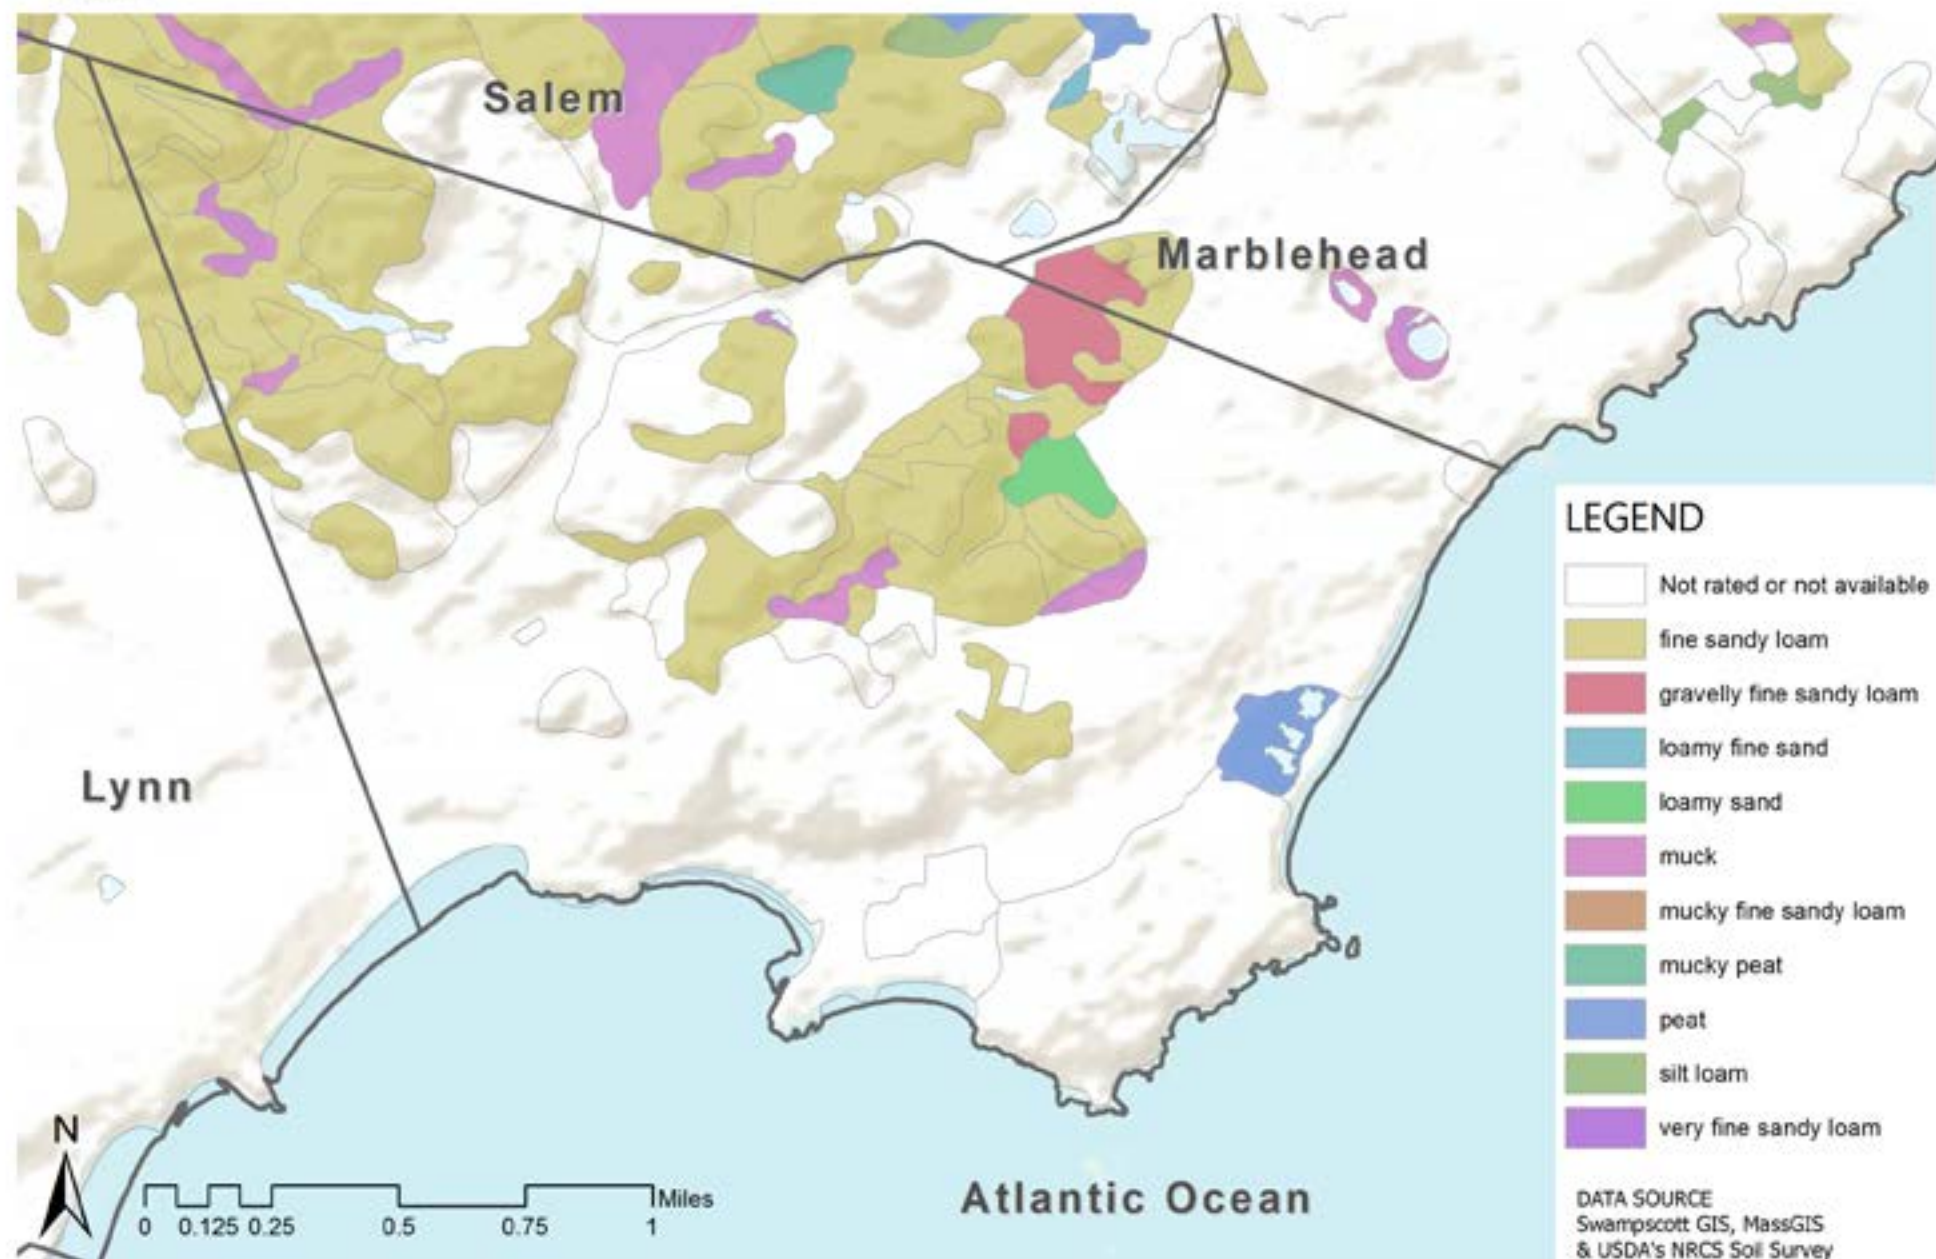 Salem
Marblehead
Lynn
Atlantic Ocean
N
0 0.125 0.25 0.5 0.75 1 Miles
LEGEND
Not rated or not available
fine sandy loam
gravelly fine sandy loam
loamy fine sand
loamy sand
muck
mucky fine sandy loam
mucky peat
peat
silt loam
very fine sandy loam
DATA SOURCE
Swampscott GIS, MassGIS
& USDA's NRCS Soil Survey